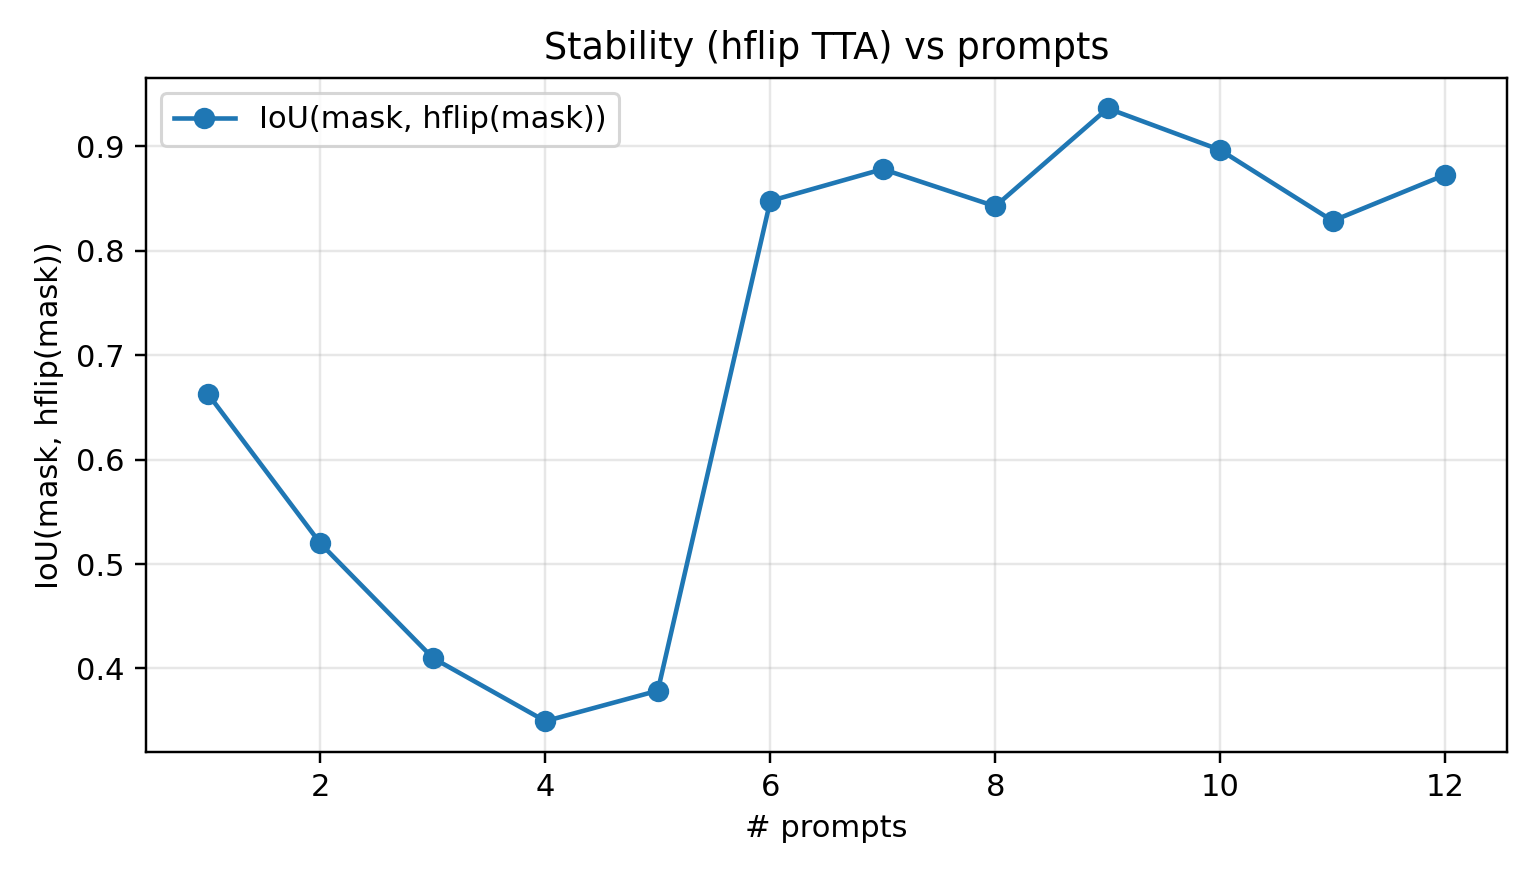 Stability (hflip TTA) vs prompts
IoU(mask, hflip(mask))
IoU(mask, hflip(mask))
0.9
0.8
0.7
0.6
0.5
0.4
2 4 6 8 10 12
# prompts